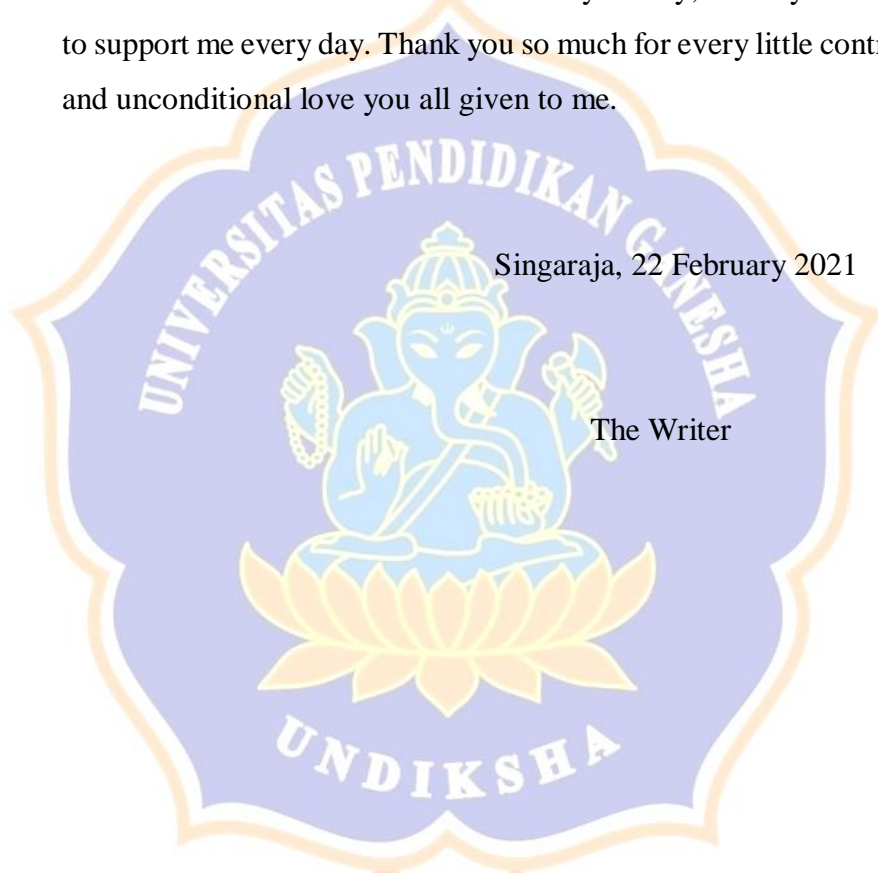 to support me every day. Thank you so much for every little
and unconditional love you all given to me.
UNIVERSITAS PENDIDIKAN GANESHA
Singaraja, 22 February 2021
The Writer
UNDIKSHA